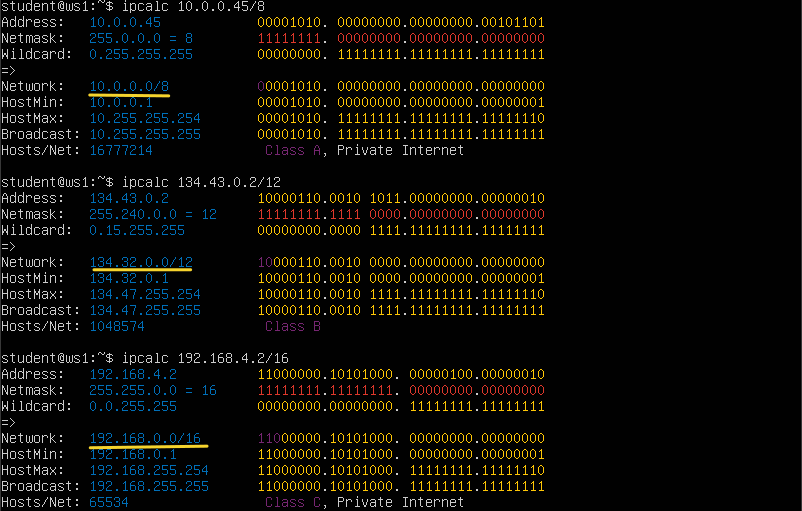 student@ws1:~$ ipcalc 10.0.0.45/8
Address:   10.0.0.45            00001010. 00000000.00000000.00101101
Netmask:   255.0.0.0 = 8        11111111. 00000000.00000000.00000000
Wildcard:  0.255.255.255        00000000. 11111111.11111111.11111111
=>
Network:   10.0.0.0/8           00001010. 00000000.00000000.00000000
HostMin:   10.0.0.1             00001010. 00000000.00000000.00000001
HostMax:   10.255.255.254       00001010. 11111111.11111111.11111110
Broadcast: 10.255.255.255       00001010. 11111111.11111111.11111111
Hosts/Net: 16777214              Class A, Private Internet
student@ws1:~$ ipcalc 134.43.0.2/12
Address:   134.43.0.2           10000110.0010 1011.00000000.00000010
Netmask:   255.240.0.0 = 12     11111111.1111 0000.00000000.00000000
Wildcard:  0.15.255.255         00000000.0000 1111.11111111.11111111
=>
Network:   134.32.0.0/12        10000110.0010 0000.00000000.00000000
HostMin:   134.32.0.1           10000110.0010 0000.00000000.00000001
HostMax:   134.47.255.254       10000110.0010 1111.11111111.11111110
Broadcast: 134.47.255.255       10000110.0010 1111.11111111.11111111
Hosts/Net: 1048574               Class B
student@ws1:~$ ipcalc 192.168.4.2/16
Address:   192.168.4.2          11000000.10101000. 00000100.00000010
Netmask:   255.255.0.0 = 16     11111111.11111111. 00000000.00000000
Wildcard:  0.0.255.255          00000000.00000000. 11111111.11111111
=>
Network:   192.168.0.0/16       11000000.10101000. 00000000.00000000
HostMin:   192.168.0.1          11000000.10101000. 00000000.00000001
HostMax:   192.168.255.254      11000000.10101000. 11111111.11111110
Broadcast: 192.168.255.255      11000000.10101000. 11111111.11111111
Hosts/Net: 65534                 Class C, Private Internet